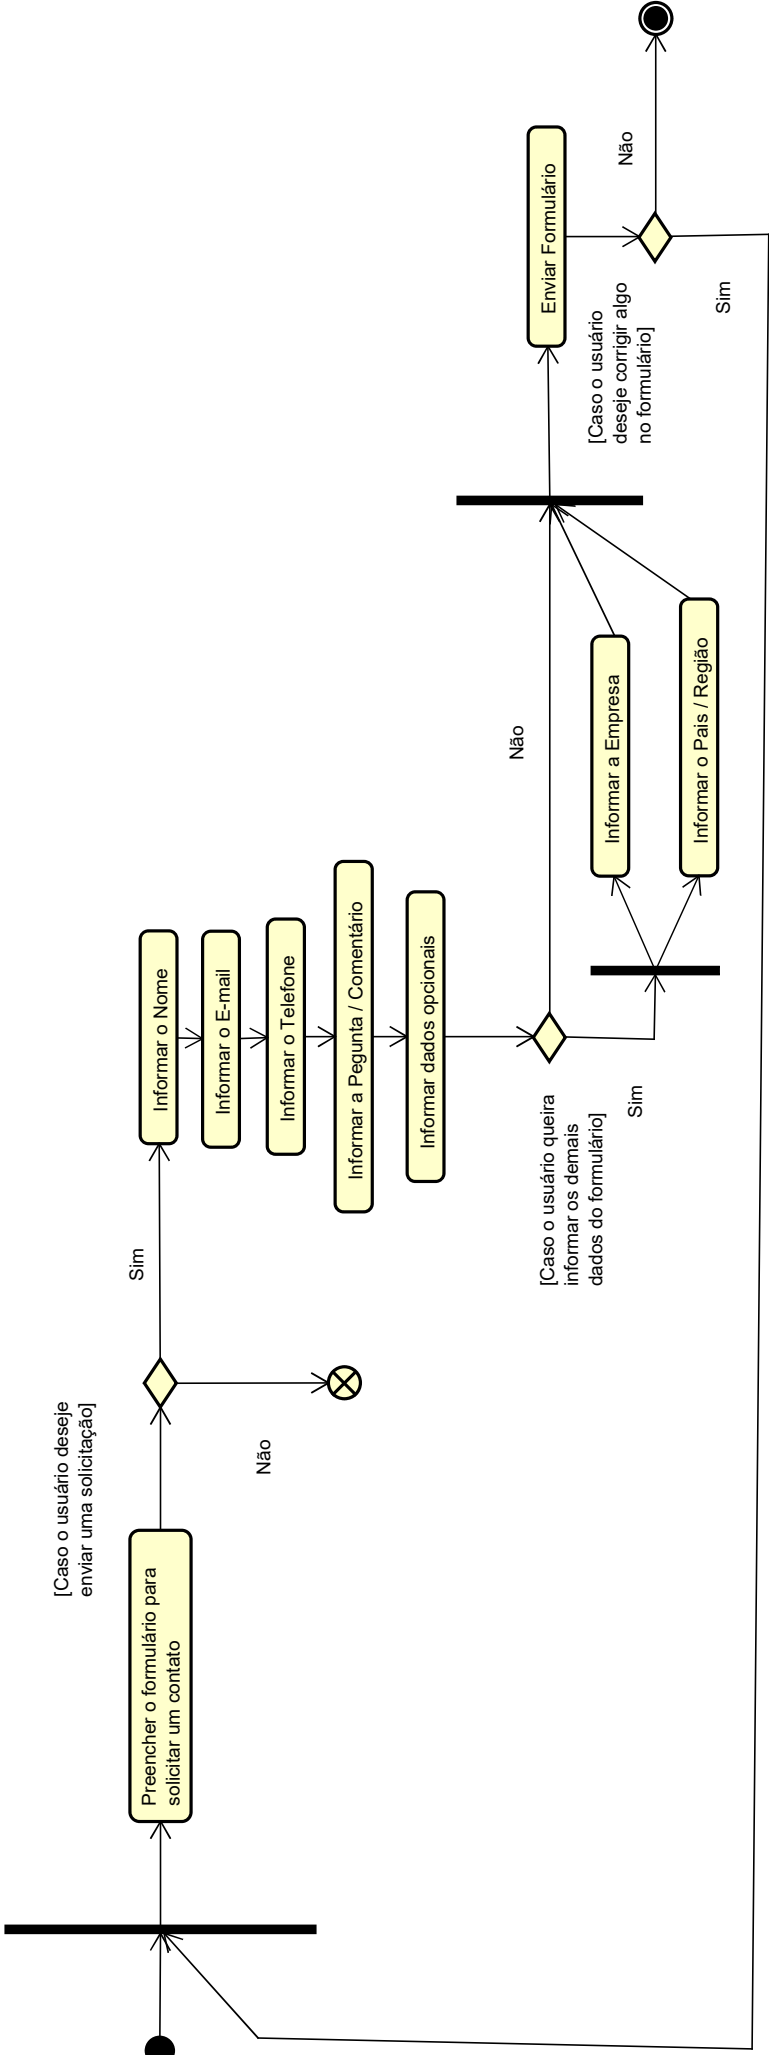 [Caso o usuário deseje
enviar uma solicitação]
Preencher o formulário para
solicitar um contato
Sim
Não
Informar o Nome
Informar o E-mail
Informar o Telefone
Informar a Pegunta / Comentário
Informar dados opcionais
[Caso o usuário queira
informar os demais
dados do formulário]
Sim
Não
Informar a Empresa
Informar o Pais / Região
Enviar Formulário
[Caso o usuário
deseje corrigir algo
no formulário]
Sim
Não